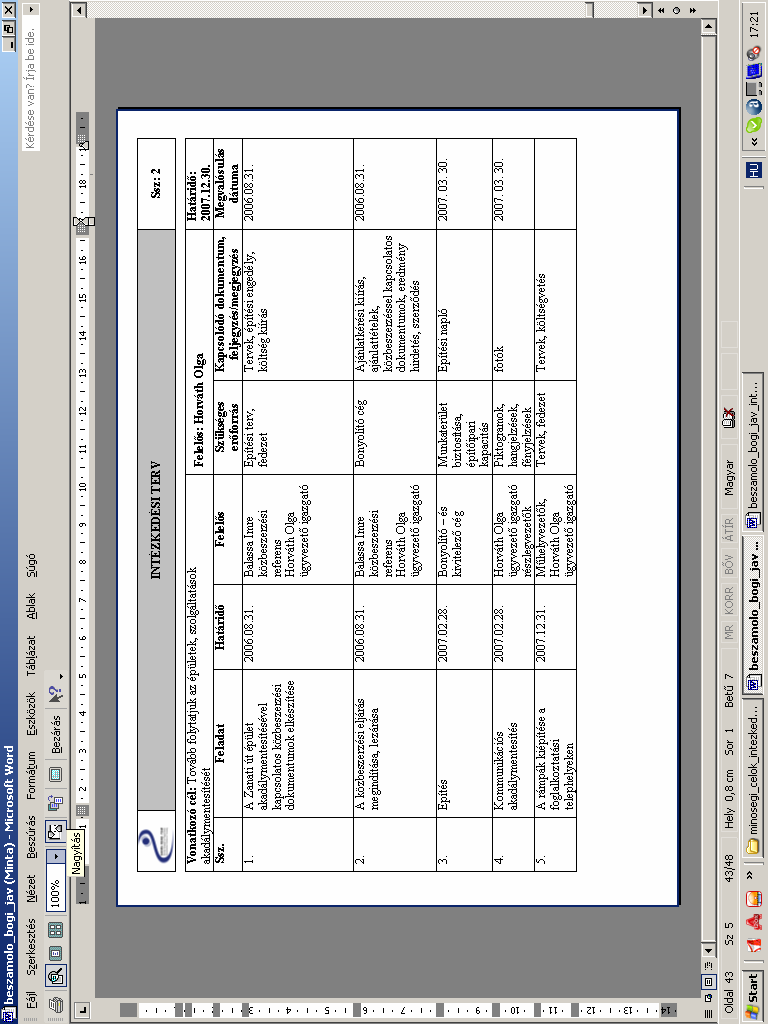 beszamolo_bogi_jav (Minta) - Microsoft Word
Fájl Szerkesztés Nézet Beszúrás Formátum Eszközök Táblázat Ablak Súgó
Kérdése van? Írja be ide.
100%
Bezárás
Nagyítás
INTÉZKEDÉSI TERV
Ssz: 2
Vonatkozó cél: Tovább folytatjuk az épületek, szolgáltatások
akadálymentesítését
Felelős: Horváth Olga
Határidő:
2007.12.30.
Ssz.
Feladat
Határidő
Felelős
Szükséges
erőforrás
Kapcsolódó dokumentum,
feljegyzés/megjegyzés
Megvalósulás
dátuma
1.
A Zanati út épület
akadálymentesítésével
kapcsolatos közbeszerzési
dokumentumok elkészítése
2006.08.31.
Balassa Imre
közbeszerzési
referens
Horváth Olga
ügyvezető igazgató
Építési terv,
fedezet
Tervek, építési engedély,
költség kiírás
2006.08.31.
2.
A közbeszerzési eljárás
megindítása, lezárása
2006.08.31.
Balassa Imre
közbeszerzési
referens
Horváth Olga
ügyvezető igazgató
Bonyolító cég
Ajánlatkérési kiírás,
ajánlattételek,
közbeszerzéssel kapcsolatos
dokumentumok, eredmény
hirdetés, szerződés
2006.08.31.
3.
Építés
2007.02.28.
Bonyolító – és
kivitelező cég
Munkaterület
biztosítása,
építőipari
kapacitás
Építési napló
2007. 03. 30.
4.
Kommunikációs
akadálymentesítés
2007.02.28.
Horváth Olga
ügyvezető igazgató
részlegvezetők
Piktogramok,
hangjelzések,
fényjelzések
fotók
2007. 03. 30.
5.
A rámpák kiépítése a
foglalkoztatási
telephelyeken
2007.12.31.
Műhelyvezetők,
Horváth Olga
ügyvezető igazgató
Tervek, fedezet
Tervek, költségvetés
Oldal 43 Sz 5 43/48 Hely 0,8 cm Sor 1 Betű 7 MR KORR BŐV ÁTÍR Magyar
Start
minosegi_celok_intezked...
beszamolo_bogi_jav ...
beszamolo_bogi_jav_int...
HU
17:21